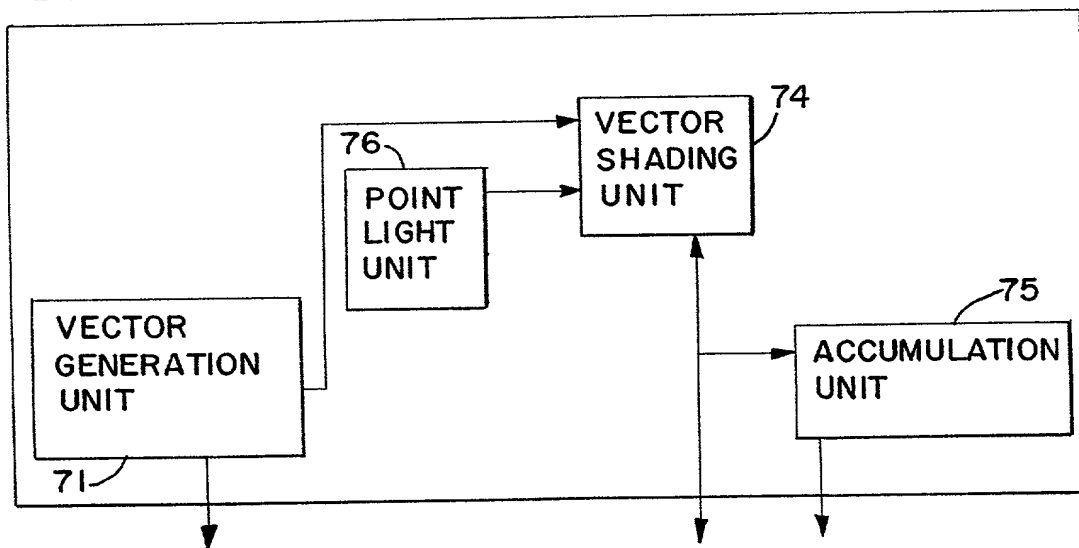 74
VECTOR
SHADING
UNIT
76
POINT
LIGHT
UNIT
75
VECTOR
GENERATION
UNIT
ACCUMULATION
UNIT
71